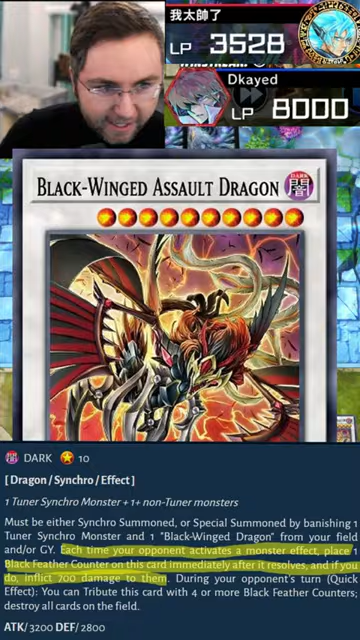 我太帥了
LP 3528
Dkayed
LP 8000
BLACK-WINGED ASSAULT DRAGON
DARK
闇
DARK 10
[ Dragon / Synchro / Effect ]
1 Tuner Synchro Monster + 1+ non-Tuner monsters
Must be either Synchro Summoned, or Special Summoned by banishing 1
Tuner Synchro Monster and 1 "Black-Winged Dragon" from your field
and/or GY. Each time your opponent activates a monster effect, place 1
Black Feather Counter on this card immediately after it resolves, and if you
do, inflict 700 damage to them. During your opponent's turn (Quick
Effect): You can Tribute this card with 4 or more Black Feather Counters;
destroy all cards on the field.
ATK/ 3200 DEF/ 2800